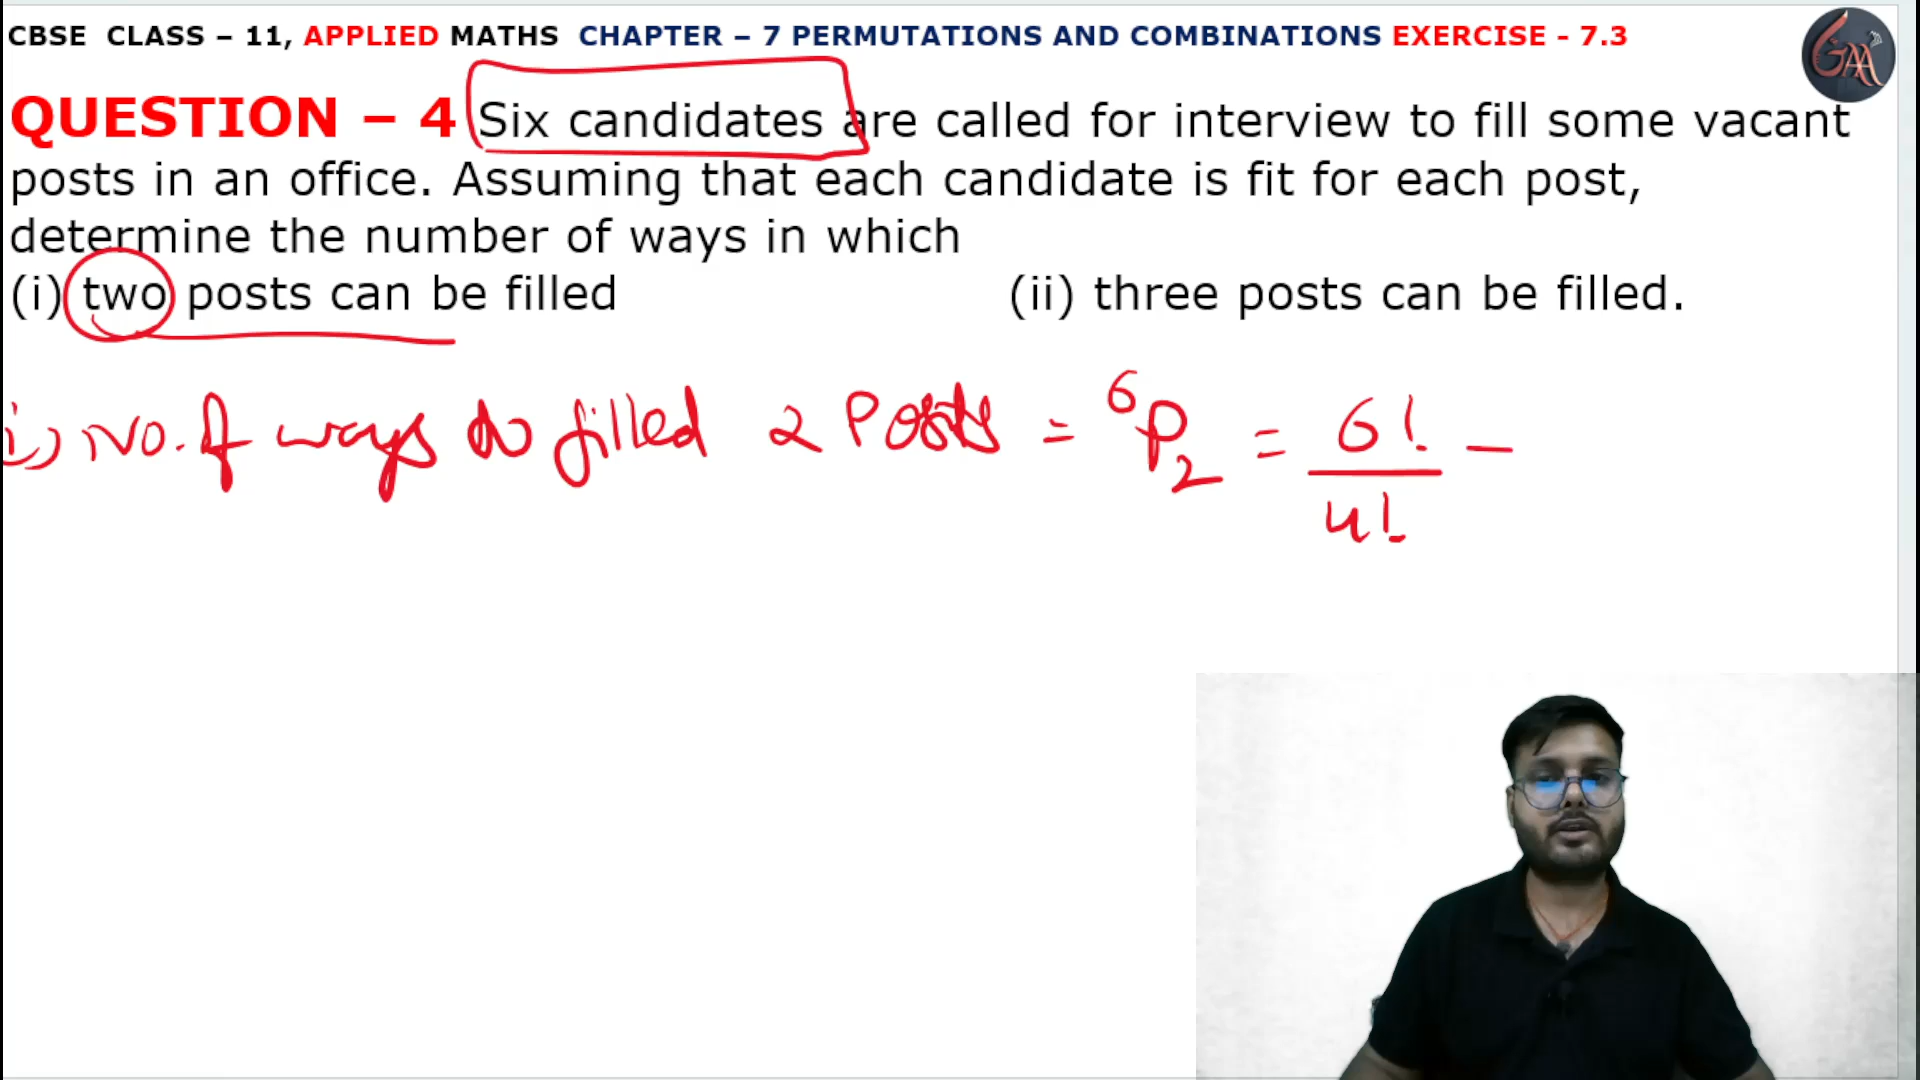 CBSE CLASS – 11, APPLIED MATHS CHAPTER – 7 PERMUTATIONS AND COMBINATIONS EXERCISE - 7.3
QUESTION – 4 Six candidates are called for interview to fill some vacant
posts in an office. Assuming that each candidate is fit for each post,
determine the number of ways in which
(i) two posts can be filled (ii) three posts can be filled.
i) No. of ways to filled 2 Posts = ⁶P₂ = 6!/4! –